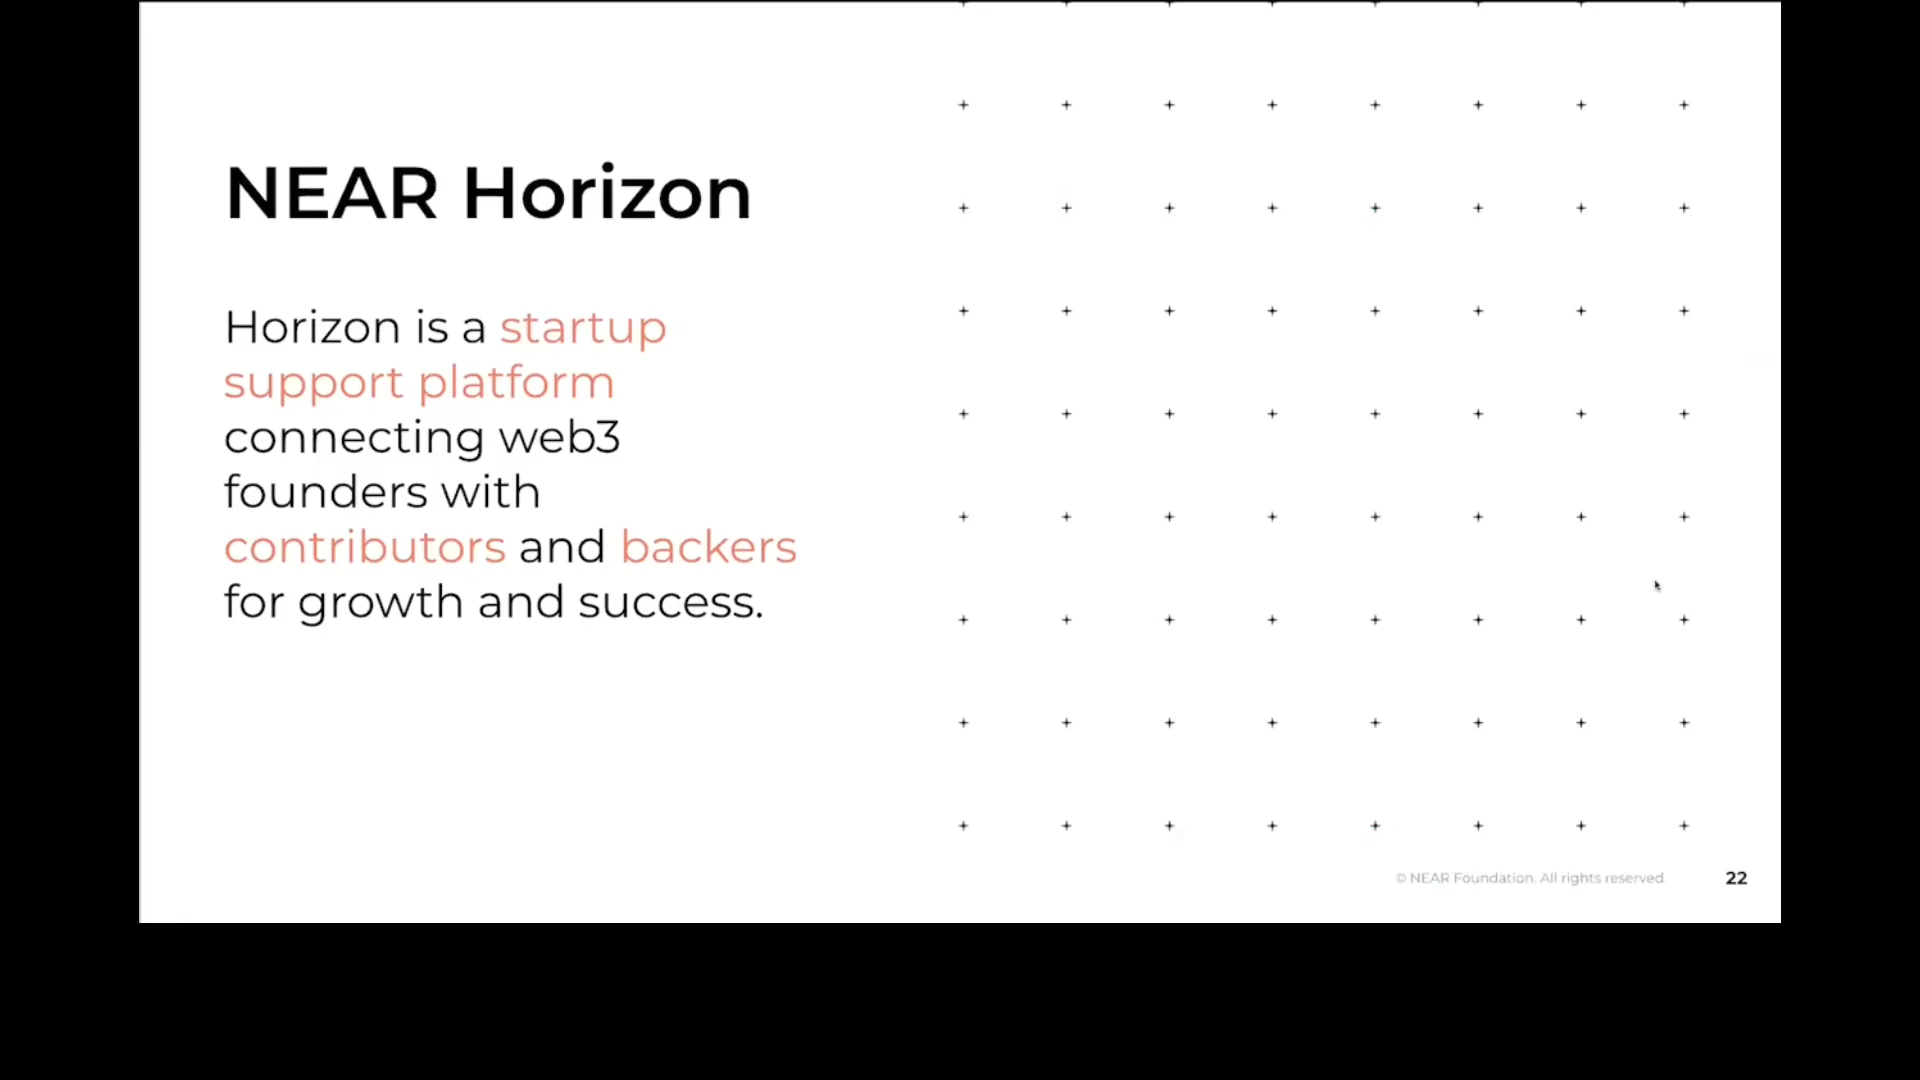 NEAR Horizon
Horizon is a startup
support platform
connecting web3
founders with
contributors and backers
for growth and success.
© NEAR Foundation. All rights reserved
22